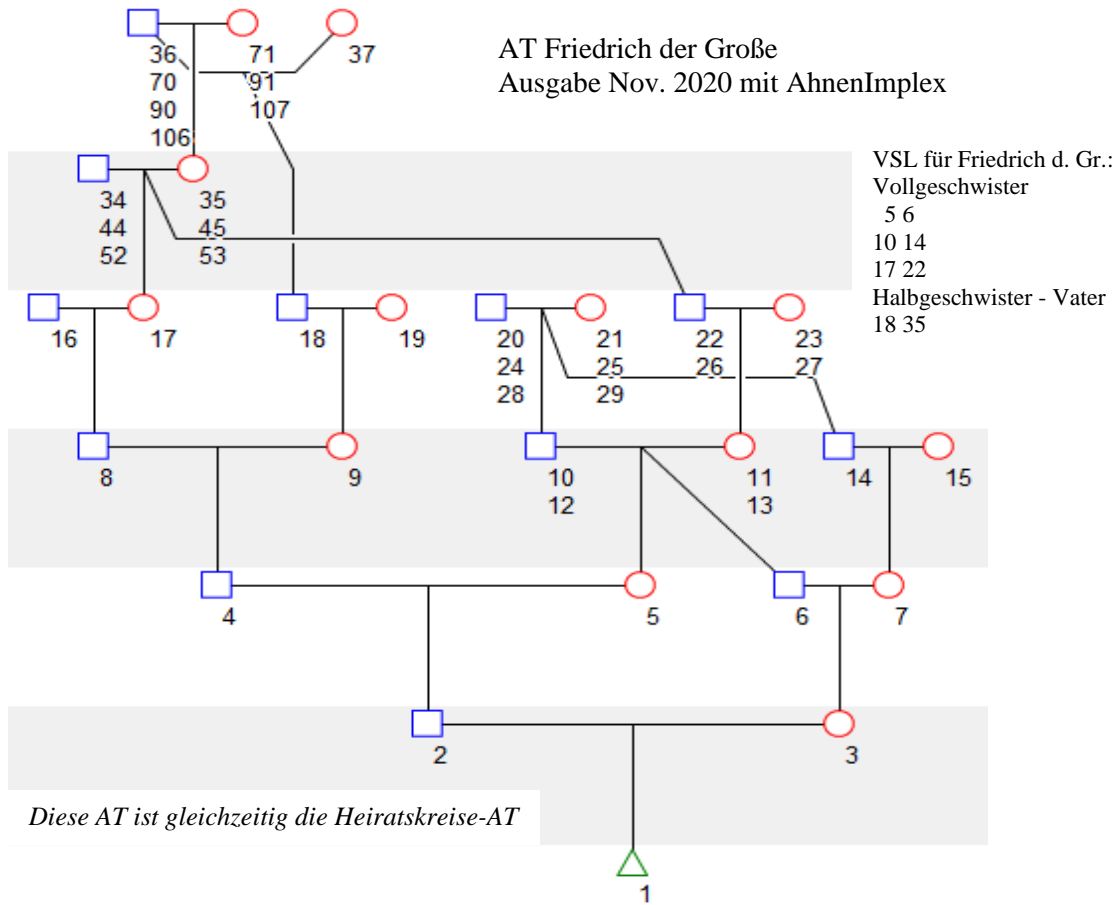 AT Friedrich der Große
Ausgabe Nov. 2020 mit AhnenImplex
36 71 37
70 91
90 107
106
VSL für Friedrich d. Gr.:
Vollgeschwister
5 6
10 14
17 22
Halbgeschwister - Vater
18 35
34 35
44 45
52 53
16 17 18 19 20 21 22 23
24 25 26 27
28 29
8 9 10 11 14 15
12 13
4 5 6 7
2 3
Diese AT ist gleichzeitig die Heiratskreise-AT
1